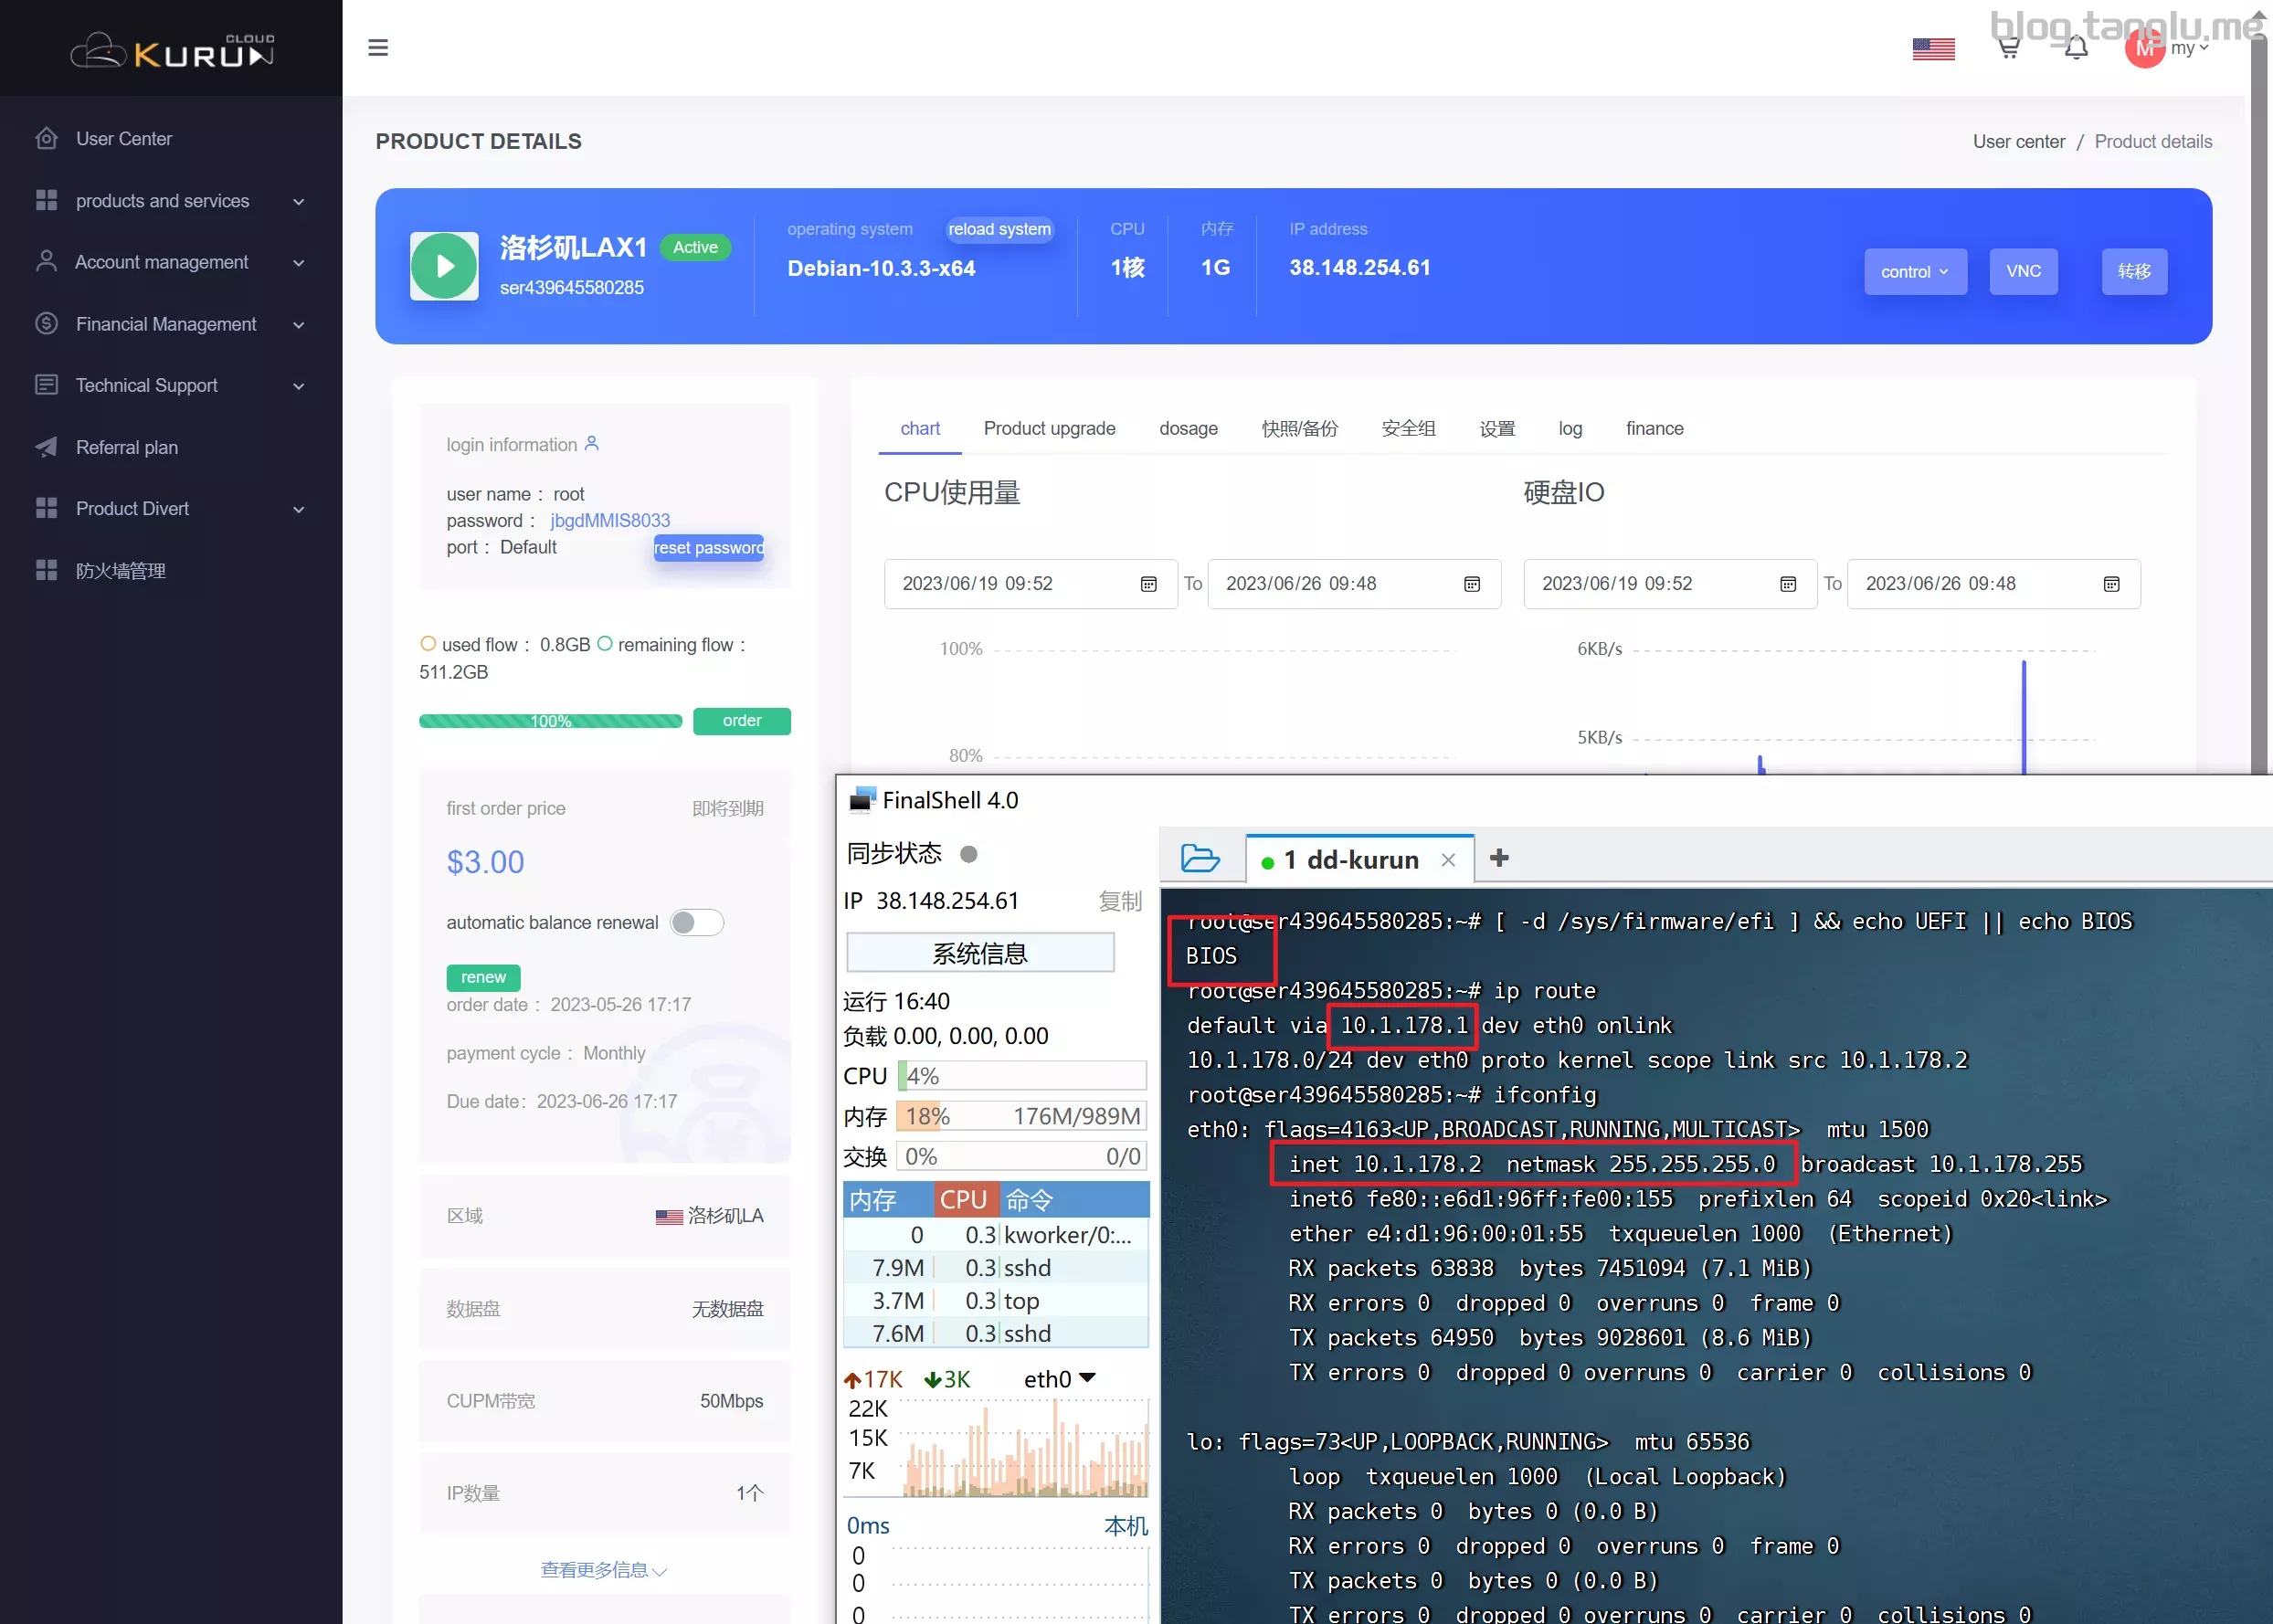 blog.tanglu.me
KURUN
CLOUD
my
User Center
products and services
Account management
Financial Management
Technical Support
Referral plan
Product Divert
防火墙管理
PRODUCT DETAILS
User center / Product details
洛杉矶LAX1 Active
ser439645580285
operating system reload system
Debian-10.3.3-x64
CPU
1核
内存
1G
IP address
38.148.254.61
control
VNC
转移
login information
user name : root
password : jbgdMMIS8033
port : Default
reset password
used flow : 0.8GB remaining flow :
511.2GB
100%
order
first order price 即将到期
$3.00
automatic balance renewal
renew
order date : 2023-05-26 17:17
payment cycle : Monthly
Due date: 2023-06-26 17:17
区域 洛杉矶LA
数据盘 无数据盘
CUPM带宽 50Mbps
IP数量 1个
查看更多信息
chart Product upgrade dosage 快照/备份 安全组 设置 log finance
CPU使用量
2023/06/19 09:52 To 2023/06/26 09:48
100%
80%
硬盘IO
2023/06/19 09:52 To 2023/06/26 09:48
6KB/s
5KB/s
FinalShell 4.0
同步状态
IP 38.148.254.61 复制
系统信息
运行 16:40
负载 0.00, 0.00, 0.00
CPU 4%
内存 18% 176M/989M
交换 0% 0/0
内存 CPU 命令
0 0.3 kworker/0:...
7.9M 0.3 sshd
3.7M 0.3 top
7.6M 0.3 sshd
17K 3K eth0
22K
15K
7K
0ms 本机
0
0
0
1 dd-kurun
root@ser439645580285:~# [ -d /sys/firmware/efi ] && echo UEFI || echo BIOS
BIOS
root@ser439645580285:~# ip route
default via 10.1.178.1 dev eth0 onlink
10.1.178.0/24 dev eth0 proto kernel scope link src 10.1.178.2
root@ser439645580285:~# ifconfig
eth0: flags=4163<UP,BROADCAST,RUNNING,MULTICAST> mtu 1500
inet 10.1.178.2 netmask 255.255.255.0 broadcast 10.1.178.255
inet6 fe80::e6d1:96ff:fe00:155 prefixlen 64 scopeid 0x20<link>
ether e4:d1:96:00:01:55 txqueuelen 1000 (Ethernet)
RX packets 63838 bytes 7451094 (7.1 MiB)
RX errors 0 dropped 0 overruns 0 frame 0
TX packets 64950 bytes 9028601 (8.6 MiB)
TX errors 0 dropped 0 overruns 0 carrier 0 collisions 0
lo: flags=73<UP,LOOPBACK,RUNNING> mtu 65536
loop txqueuelen 1000 (Local Loopback)
RX packets 0 bytes 0 (0.0 B)
RX errors 0 dropped 0 overruns 0 frame 0
TX packets 0 bytes 0 (0.0 B)
TX errors 0 dropped 0 overruns 0 carrier 0 collisions 0